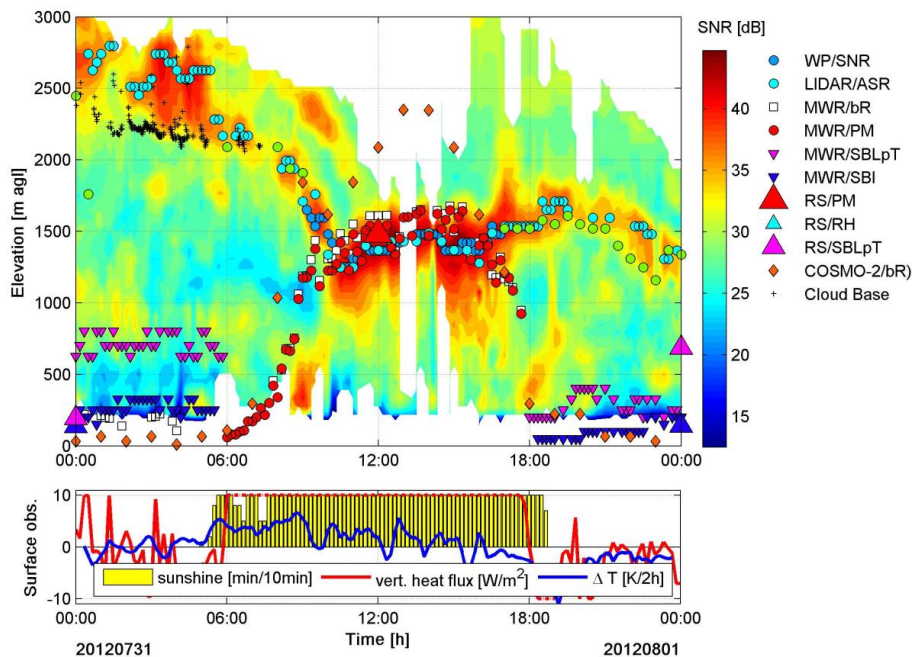 SNR [dB]
3000
2500
2000
1500
1000
500
0
Elevation [m agl]
00:00 06:00 12:00 18:00 00:00
40
35
30
25
20
15
WP/SNR
LIDAR/ASR
MWR/bR
MWR/PM
MWR/SBLpT
MWR/SBI
RS/PM
RS/RH
RS/SBLpT
COSMO-2/bR)
Cloud Base
10
0
-10
Surface obs.
sunshine [min/10min] vert. heat flux [W/m²] Δ T [K/2h]
00:00 06:00 12:00 18:00 00:00
Time [h]
20120731 20120801